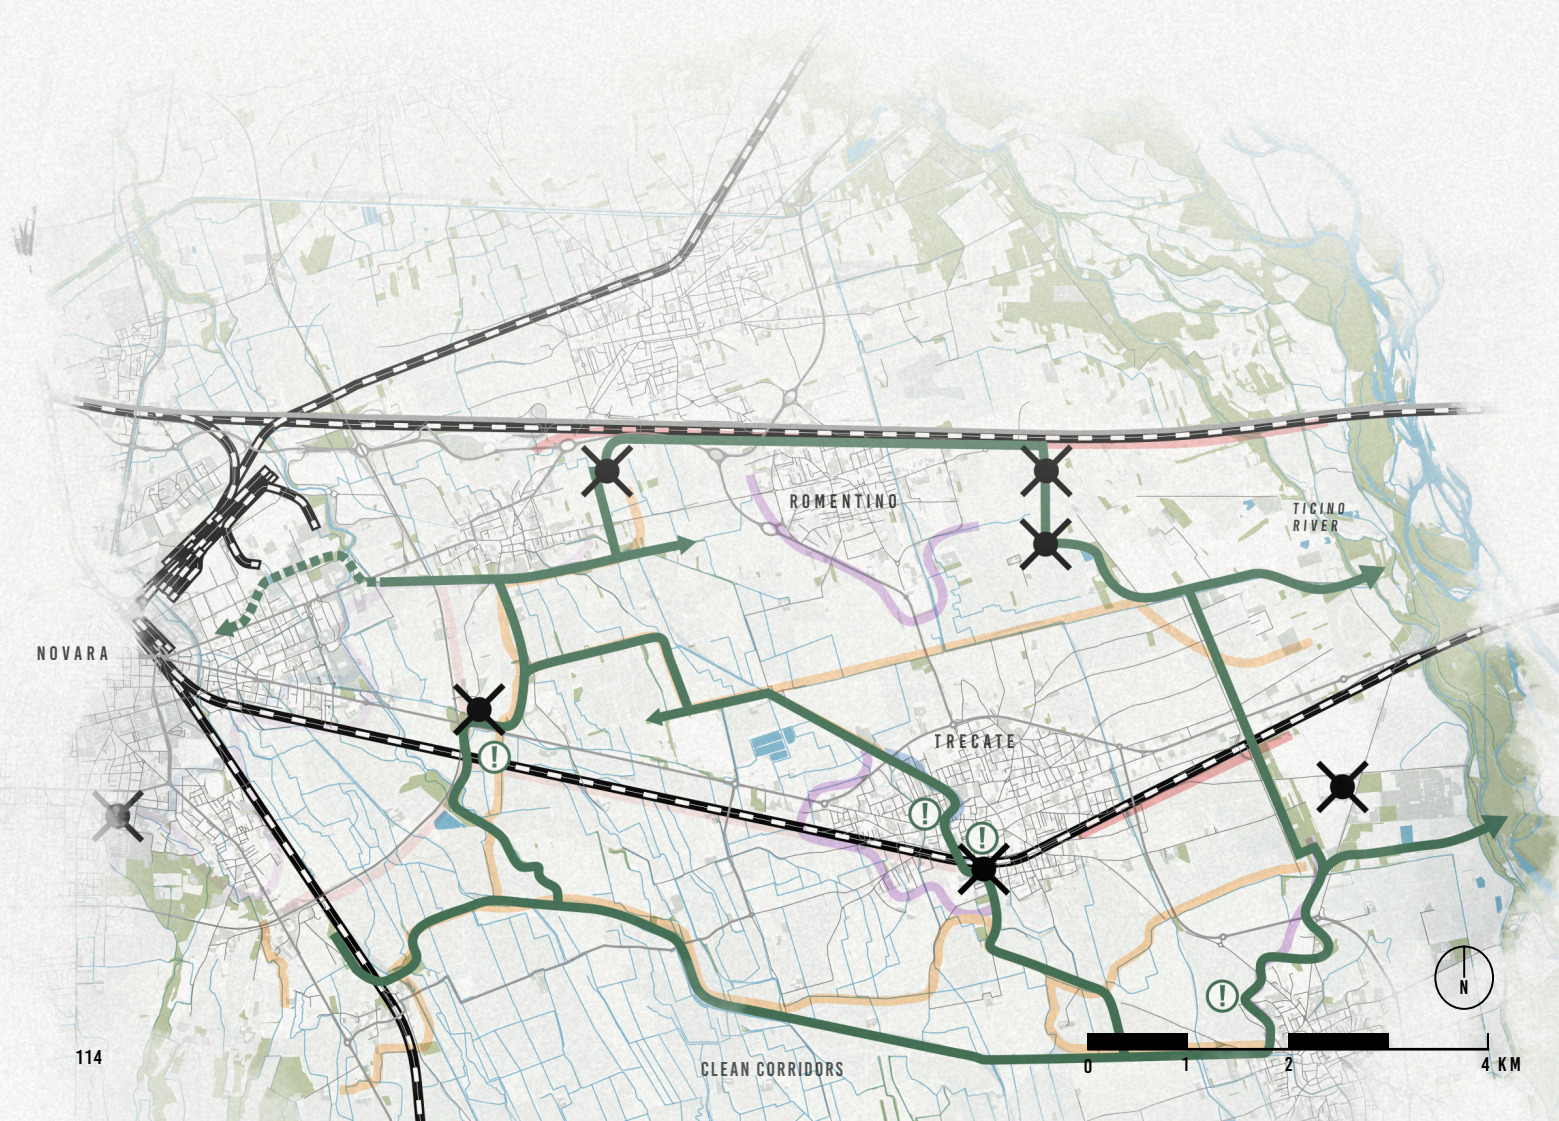 ROMENTINO
TICINO
RIVER
NOVARA
!
TRECATE
!
!
!
N
114
CLEAN CORRIDORS
0 1 2 4 KM